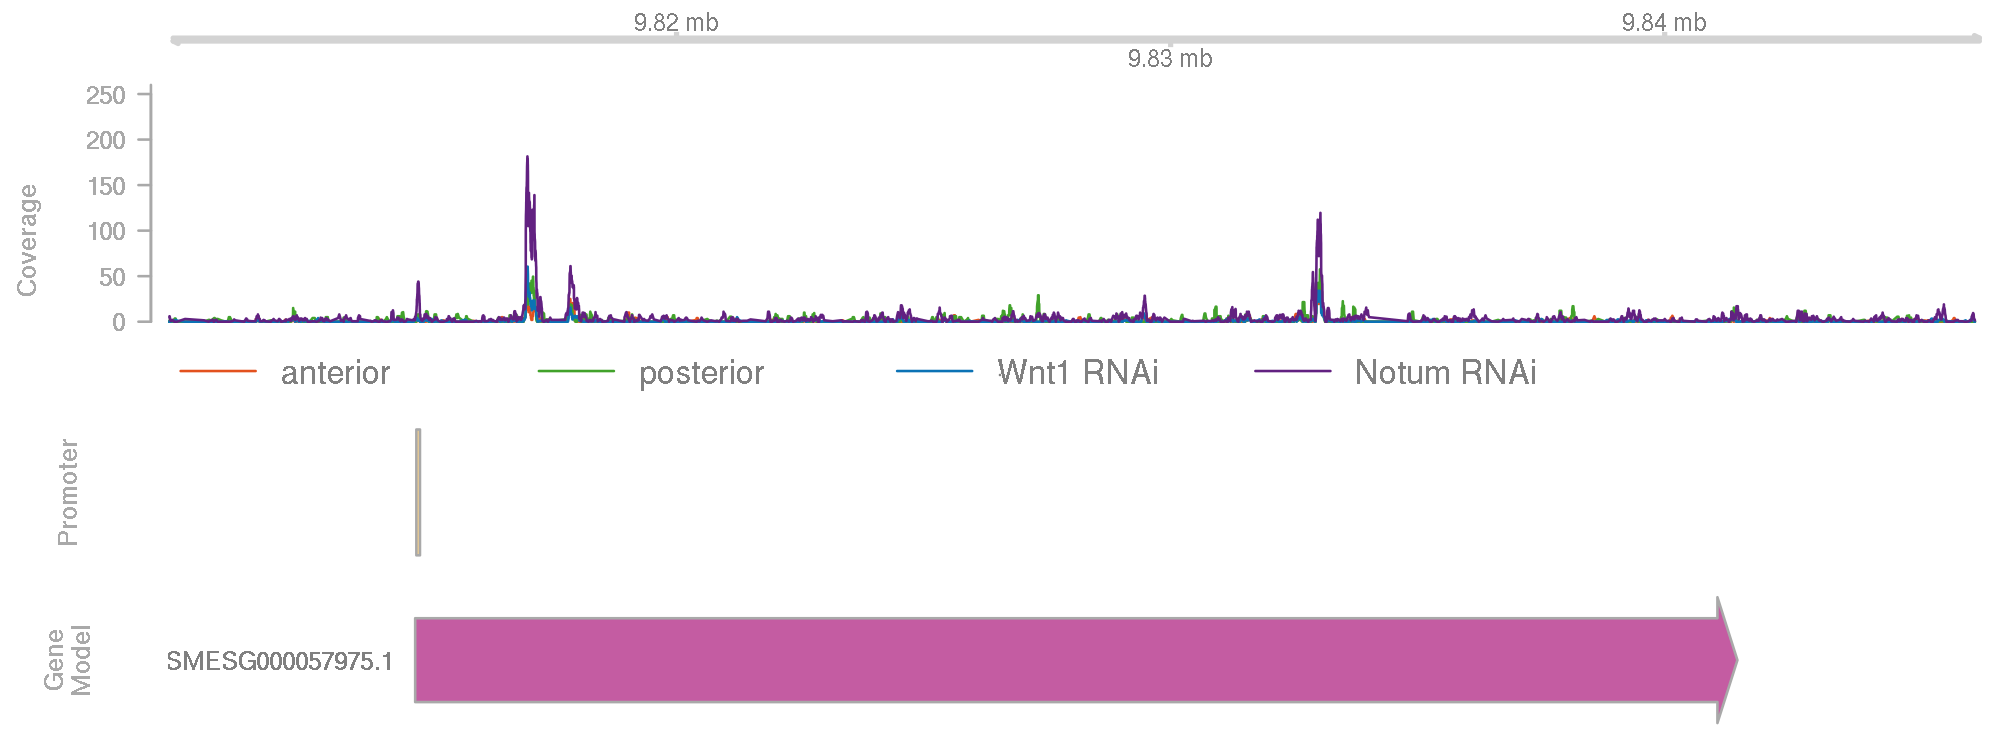 9.82 mb
9.84 mb
9.83 mb
250
200
150
100
50
0
Coverage
anterior posterior Wnt1 RNAi Notum RNAi
Promoter
Gene
Model
SMESG000057975.1